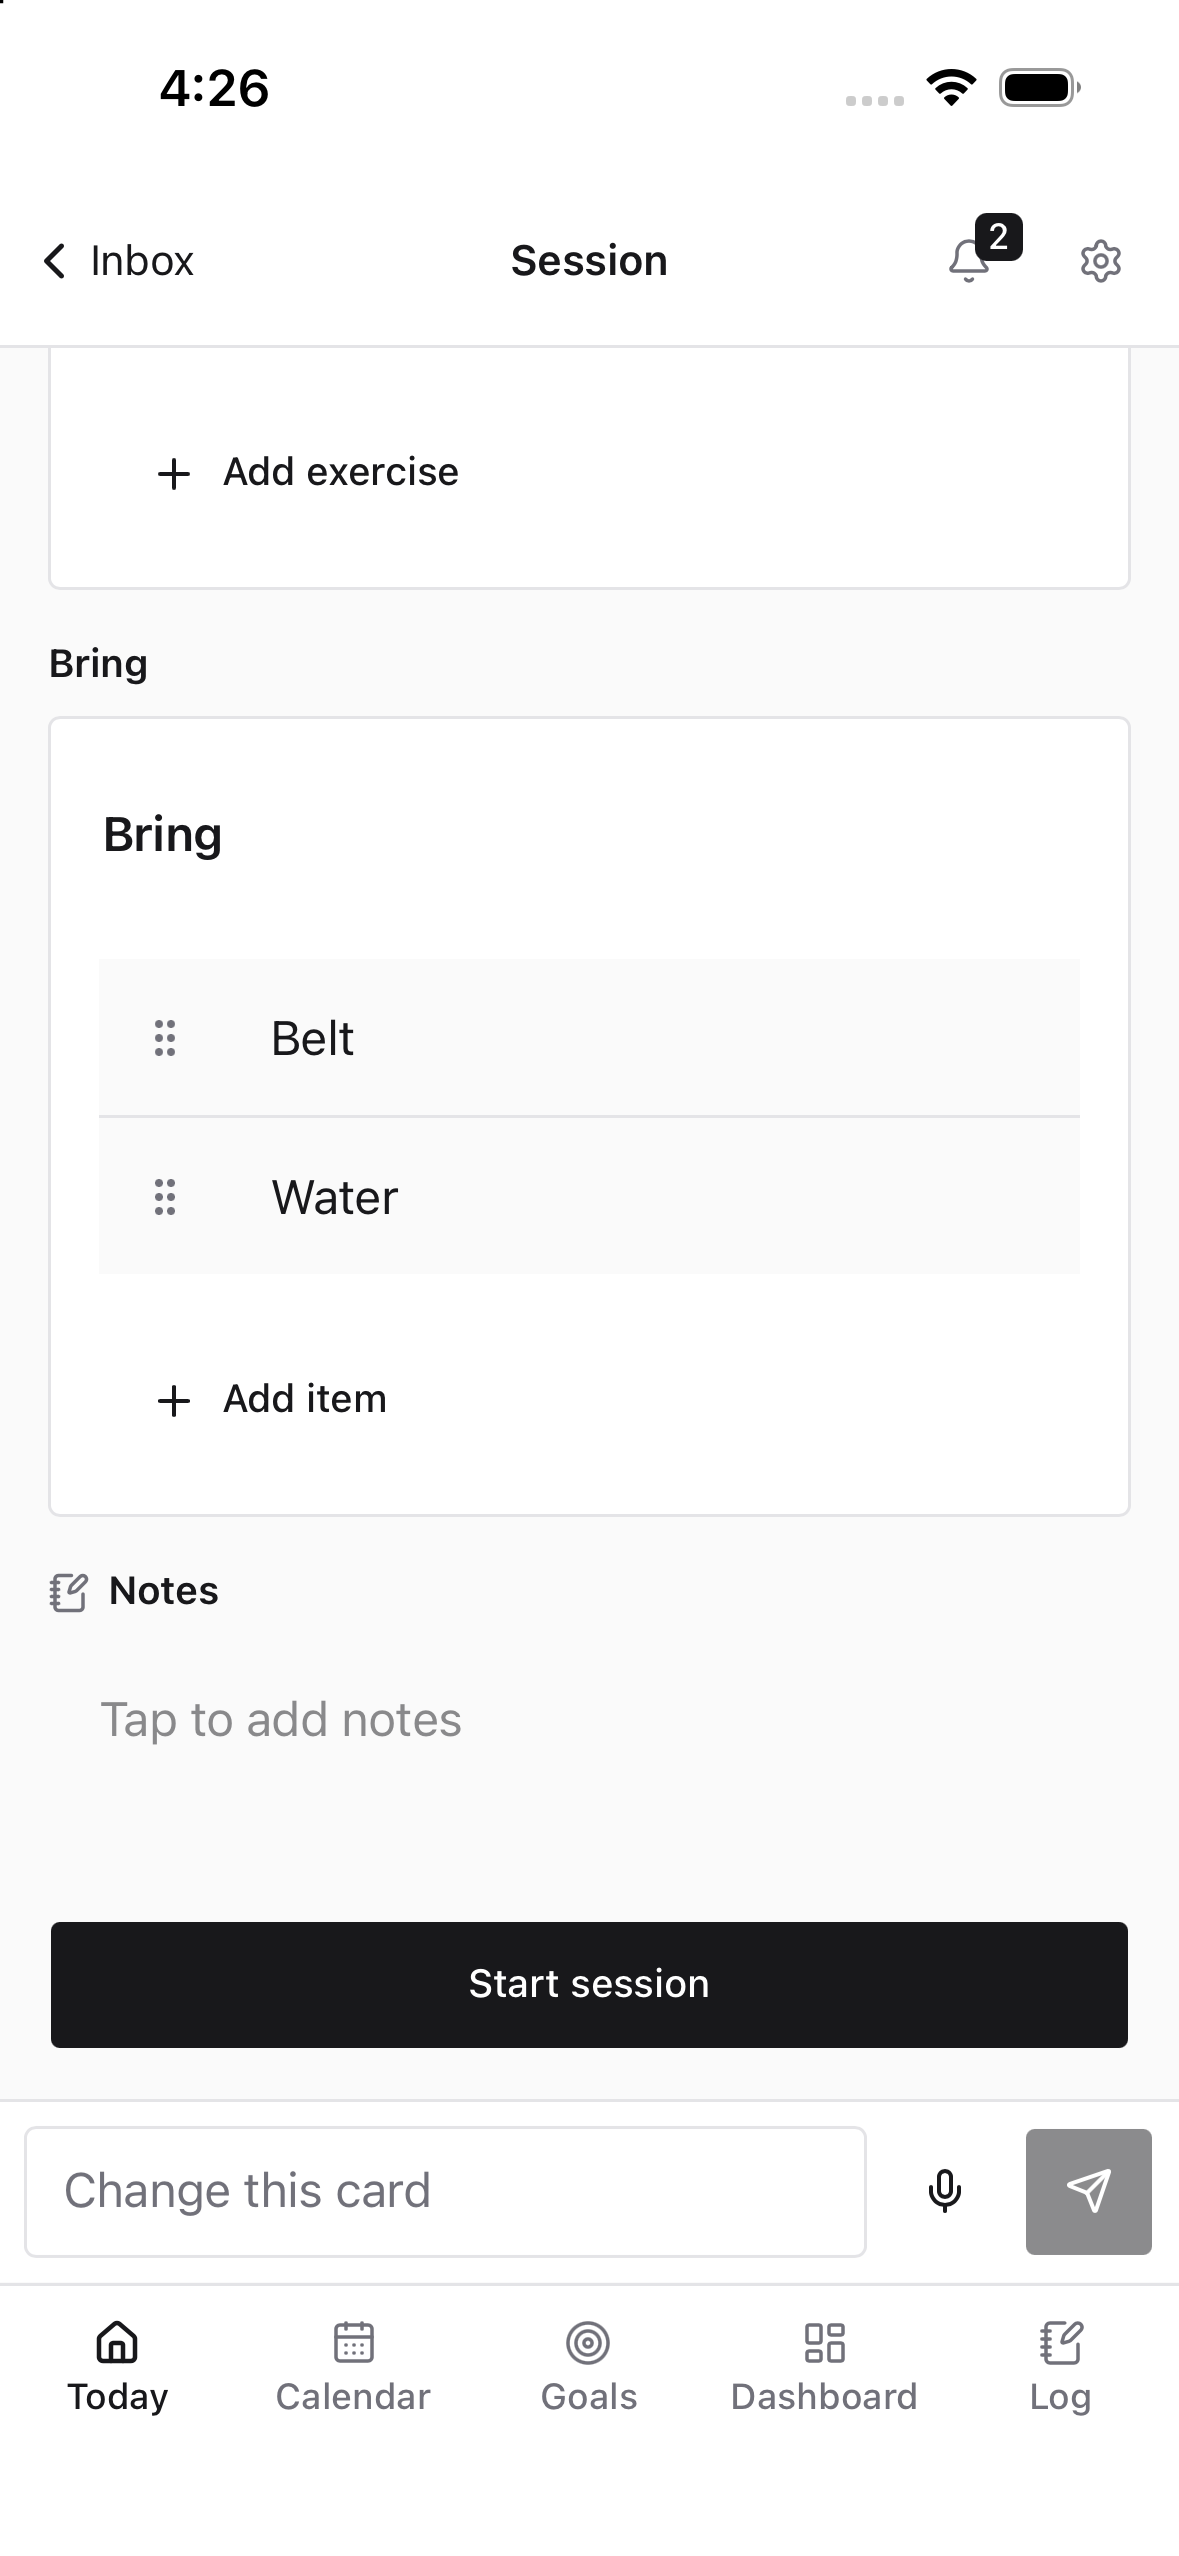 4:26
Inbox
Session
2
Add exercise
Bring
Bring
Belt
Water
Add item
Notes
Tap to add notes
Start session
Change this card
Today
Calendar
Goals
Dashboard
Log